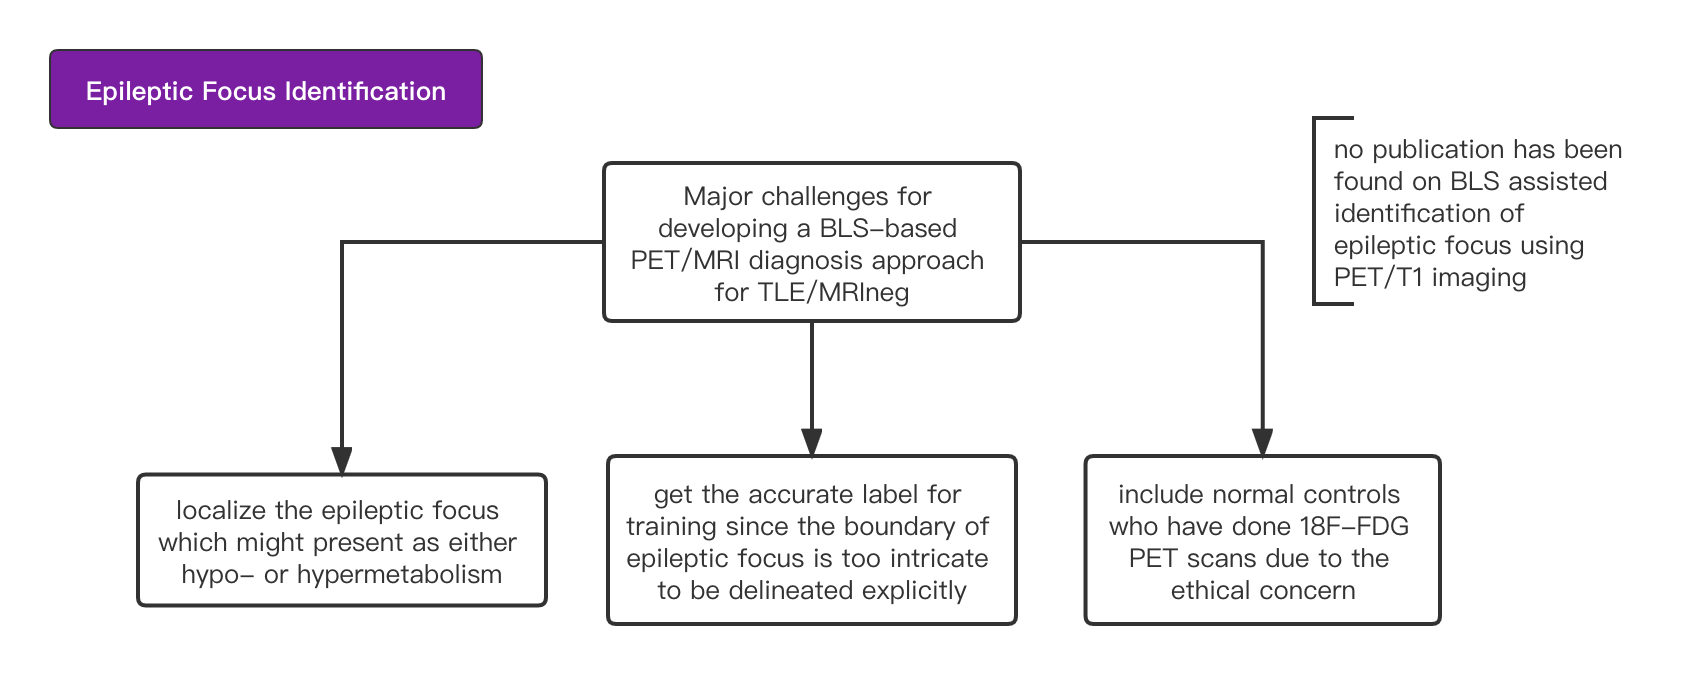 Epileptic Focus Identification
Major challenges for
developing a BLS-based
PET/MRI diagnosis approach
for TLE/MRIneg
no publication has been
found on BLS assisted
identification of
epileptic focus using
PET/T1 imaging
localize the epileptic focus
which might present as either
hypo- or hypermetabolism
get the accurate label for
training since the boundary of
epileptic focus is too intricate
to be delineated explicitly
include normal controls
who have done 18F-FDG
PET scans due to the
ethical concern